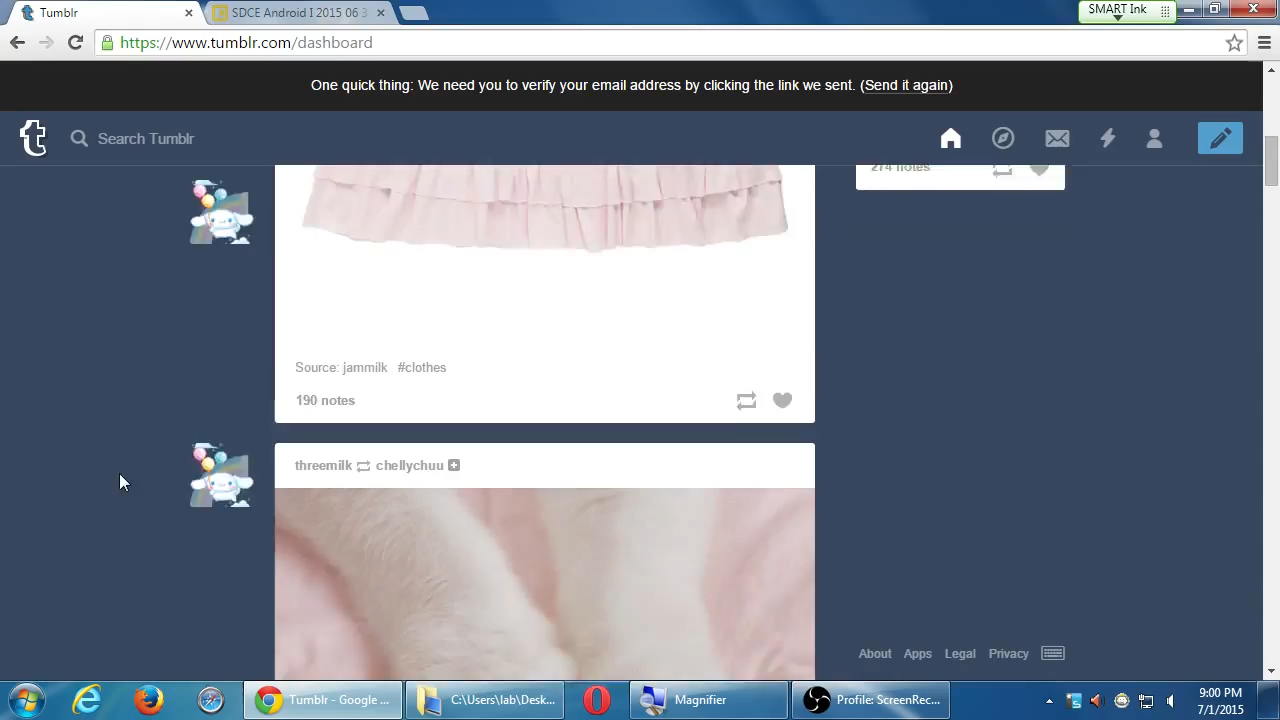 Tumblr
SDCE Android I 2015 06 3
SMART Ink
https://www.tumblr.com/dashboard
One quick thing: We need you to verify your email address by clicking the link we sent. (Send it again)
Search Tumblr
274 notes
Source: jammilk #clothes
190 notes
threemilk chellychuu
About Apps Legal Privacy
Tumblr - Google ...
C:\Users\lab\Desk...
Magnifier
Profile: ScreenRec...
9:00 PM
7/1/2015